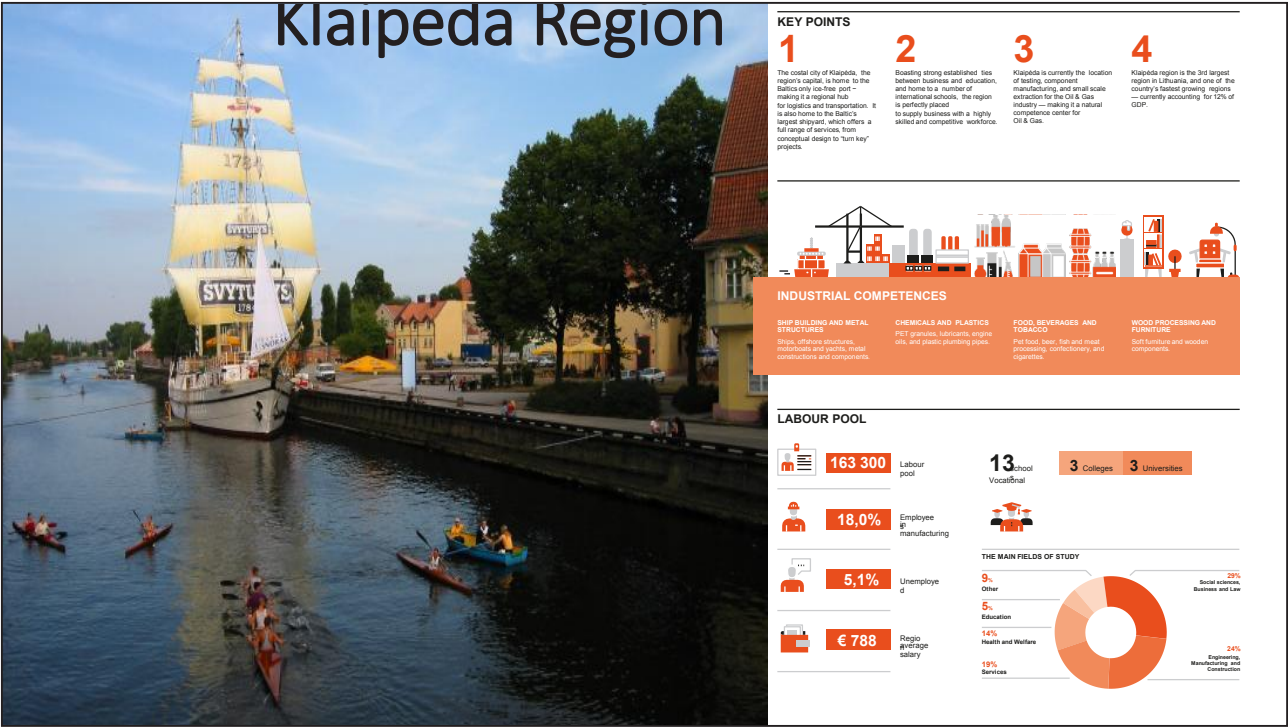 Klaipeda Region
1784
SVYTURYS
SVYTURYS
1784
KEY POINTS
1
The costal city of Klaipėda, the
region's capital, is home to the
Baltics only ice-free port –
making it a regional hub
for logistics and transportation. It
is also home to the Baltic's
largest shipyard, which offers a
full range of services, from
conceptual design to "turn key"
projects.
2
Boasting strong established ties
between business and education,
and home to a number of
international schools, the region
is perfectly placed
to supply business with a highly
skilled and competitive workforce.
3
Klaipėda is currently the location
of testing, component
manufacturing, and small scale
extraction for the Oil & Gas
industry — making it a natural
competence center for
Oil & Gas.
4
Klaipėda region is the 3rd largest
region in Lithuania, and one of the
country's fastest growing regions
— currently accounting for 12% of
GDP.
INDUSTRIAL COMPETENCES
SHIP BUILDING AND METAL
STRUCTURES
Ships, offshore structures,
motorboats and yachts, metal
constructions and components.
CHEMICALS AND PLASTICS
PET granules, lubricants, engine
oils, and plastic plumbing pipes.
FOOD, BEVERAGES AND
TOBACCO
Pet food, beer, fish and meat
processing, confectionery, and
cigarettes.
WOOD PROCESSING AND
FURNITURE
Soft furniture and wooden
components.
LABOUR POOL
163 300
Labour
pool
18,0%
Employee
s
in
manufacturing
5,1%
Unemploye
d
€ 788
Regio
n
average
salary
13
School
s
Vocational
3 Colleges
3 Universities
THE MAIN FIELDS OF STUDY
9%
Other
5%
Education
14%
Health and Welfare
19%
Services
29%
Social sciences,
Business and Law
24%
Engineering,
Manufacturing and
Construction